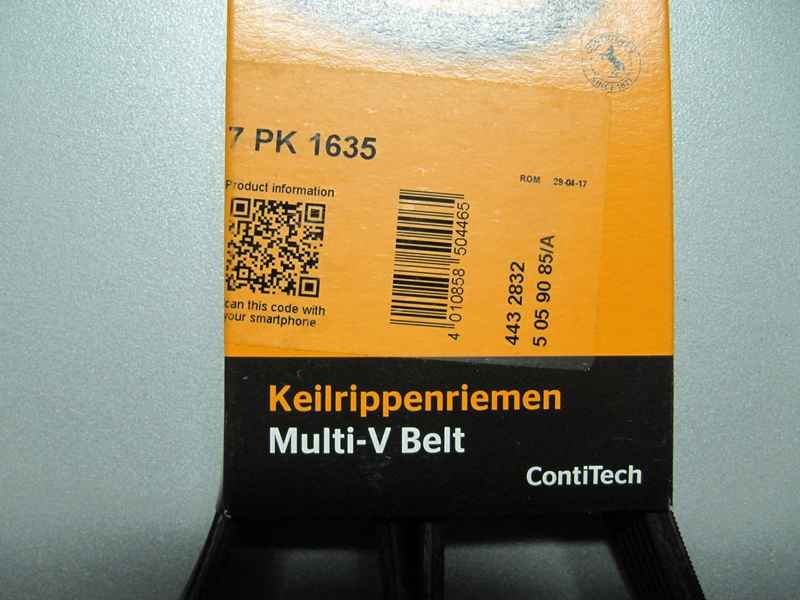 7 PK 1635
ROM 29-04-17
Product information
can this code with
your smartphone
4 010858 504465
443 2832
5 05 90 85/A
Keilrippenriemen
Multi-V Belt
ContiTech